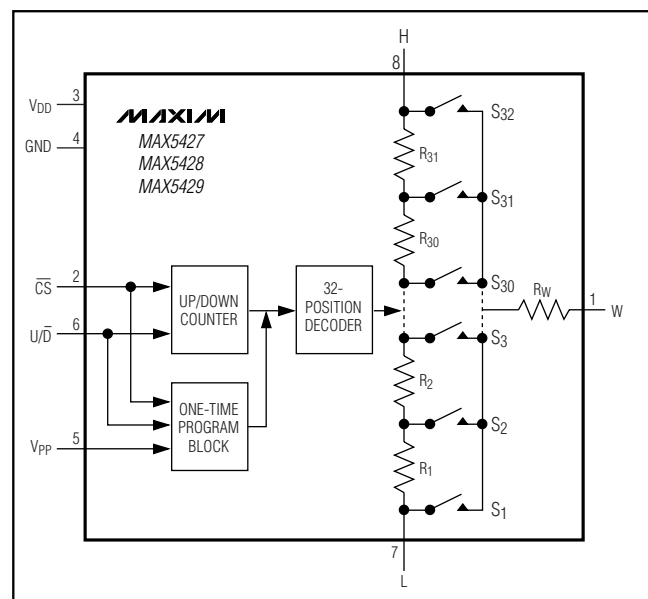 H
8
3
VDD
4
GND
MAXIM
MAX5427
MAX5428
MAX5429
S32
R31
S31
R30
S30
2
CS
6
U/D
UP/DOWN
COUNTER
32-
POSITION
DECODER
RW
1
W
S3
R2
S2
ONE-TIME
PROGRAM
BLOCK
5
VPP
R1
S1
7
L